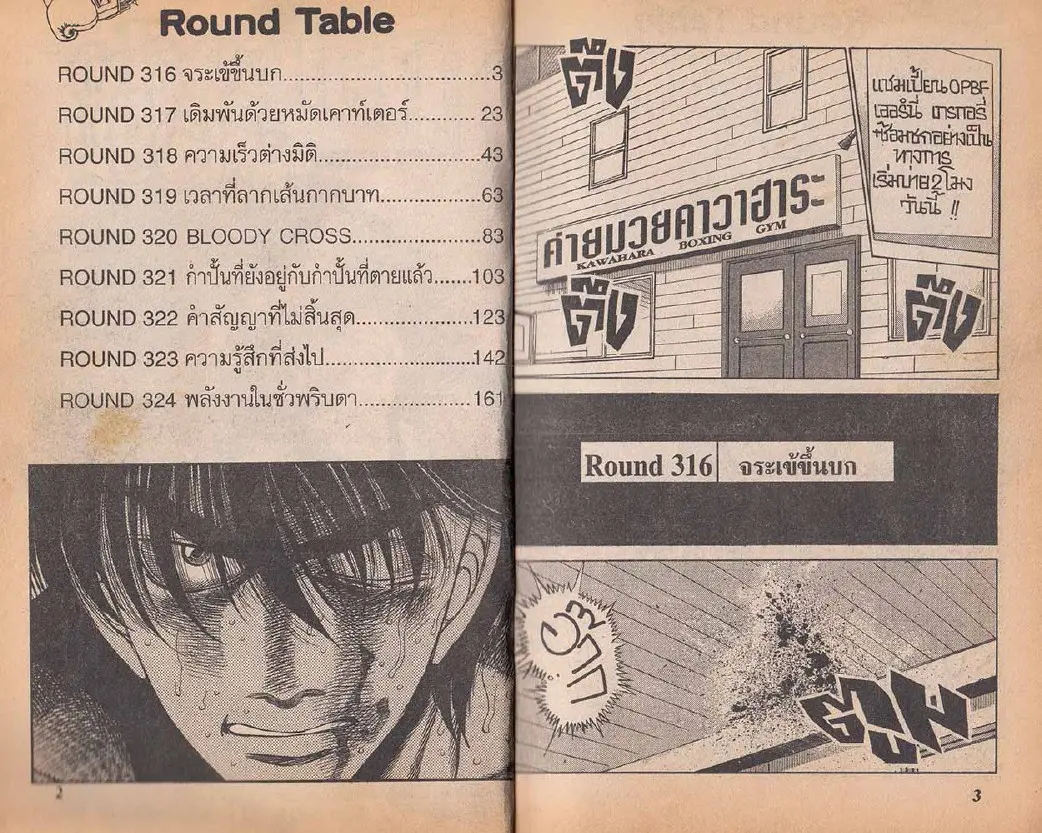 Round Table
ROUND 316 จระเข้ขึ้นบก..........3
ROUND 317 เดิมพันด้วยหมัดเคาท์เตอร์..........23
ROUND 318 ความเร็วต่างมิติ..........43
ROUND 319 เวลาที่ลากเส้นกากบาท..........63
ROUND 320 BLOODY CROSS..........83
ROUND 321 กำปั้นที่ยังอยู่กับกำปั้นที่ตายแล้ว.......103
ROUND 322 คำสัญญาที่ไม่สิ้นสุด..........123
ROUND 323 ความรู้สึกที่ส่งไป..........142
ROUND 324 พลังงานในชั่วพริบตา..........161
2
ตึ้ง
แชมเปี้ยน OPBF
เออร์นี่ เกรกอรี่
ซ้อมชกอย่างเป็น
ทางการ
เริ่มบ่าย 2 โมง
วันนี้ !!
ค่ายมวยคาวาฮาระ
KAWAHARA BOXING GYM
ตึ้ง
ตึ้ง
Round 316 จระเข้ขึ้นบก
3